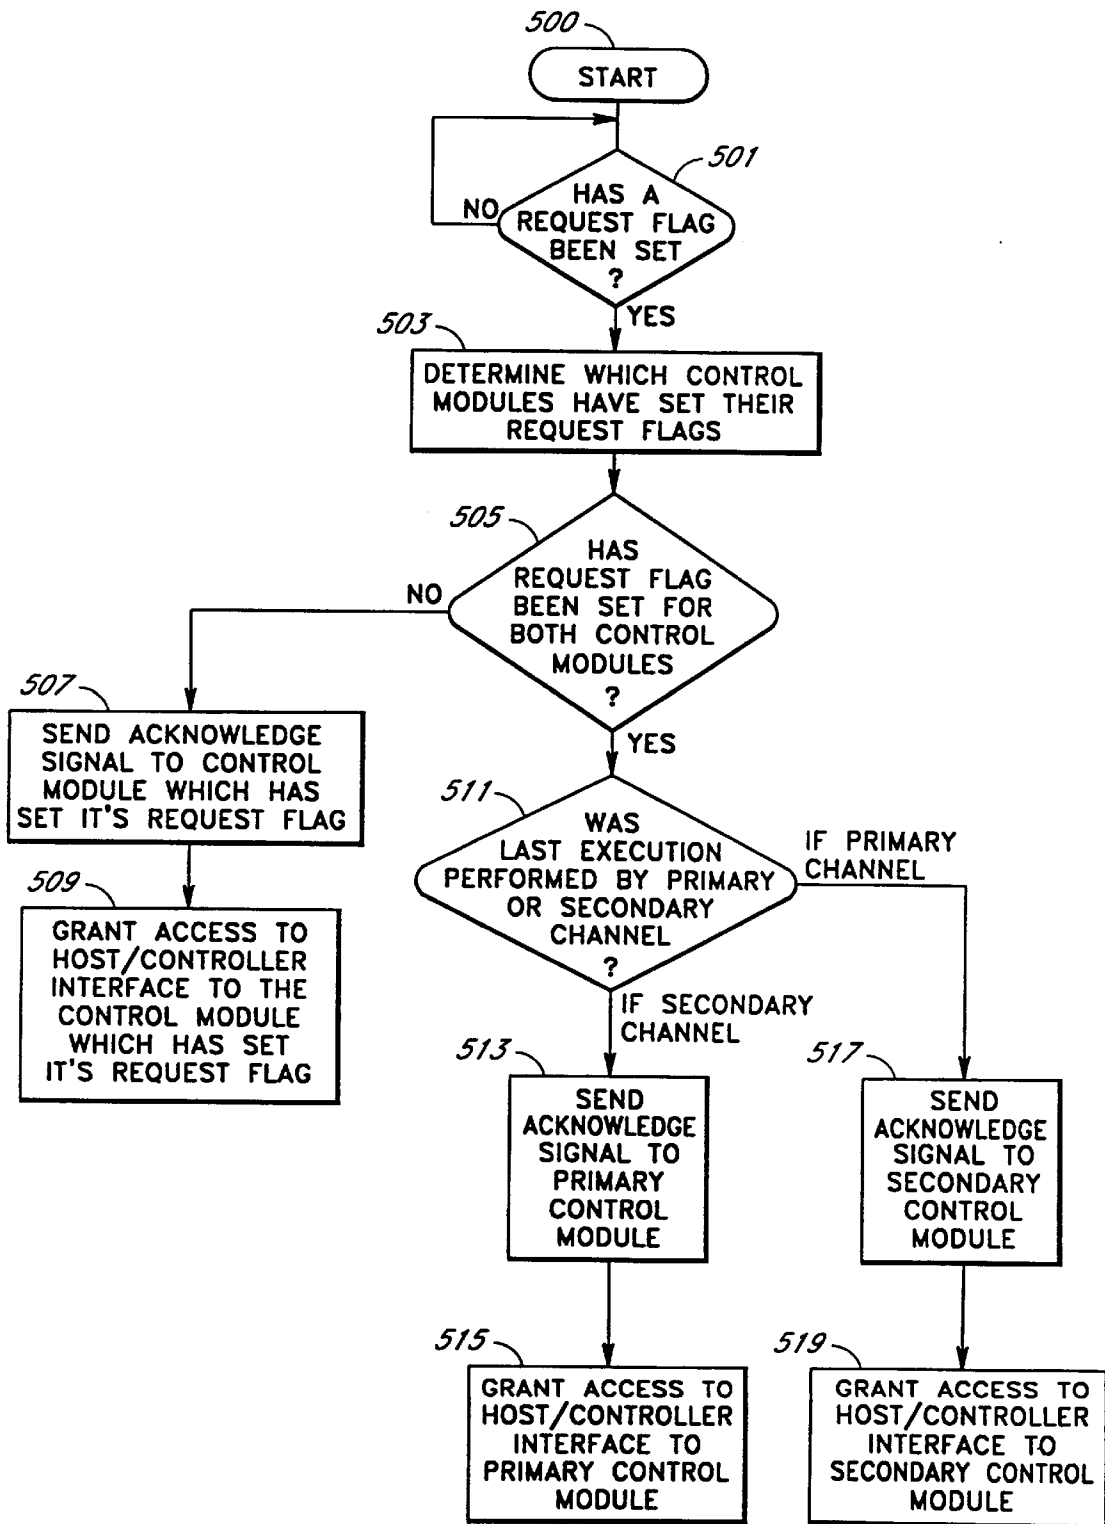 500
START
501
HAS A
REQUEST FLAG
BEEN SET
?
NO
YES
503
DETERMINE WHICH CONTROL
MODULES HAVE SET THEIR
REQUEST FLAGS
505
HAS
REQUEST FLAG
BEEN SET FOR
BOTH CONTROL
MODULES
?
NO
YES
507
SEND ACKNOWLEDGE
SIGNAL TO CONTROL
MODULE WHICH HAS
SET IT'S REQUEST FLAG
509
GRANT ACCESS TO
HOST/CONTROLLER
INTERFACE TO THE
CONTROL MODULE
WHICH HAS SET
IT'S REQUEST FLAG
511
WAS
LAST EXECUTION
PERFORMED BY PRIMARY
OR SECONDARY
CHANNEL
?
IF PRIMARY
CHANNEL
IF SECONDARY
CHANNEL
513
SEND
ACKNOWLEDGE
SIGNAL TO
PRIMARY
CONTROL
MODULE
515
GRANT ACCESS TO
HOST/CONTROLLER
INTERFACE TO
PRIMARY CONTROL
MODULE
517
SEND
ACKNOWLEDGE
SIGNAL TO
SECONDARY
CONTROL
MODULE
519
GRANT ACCESS TO
HOST/CONTROLLER
INTERFACE TO
SECONDARY CONTROL
MODULE